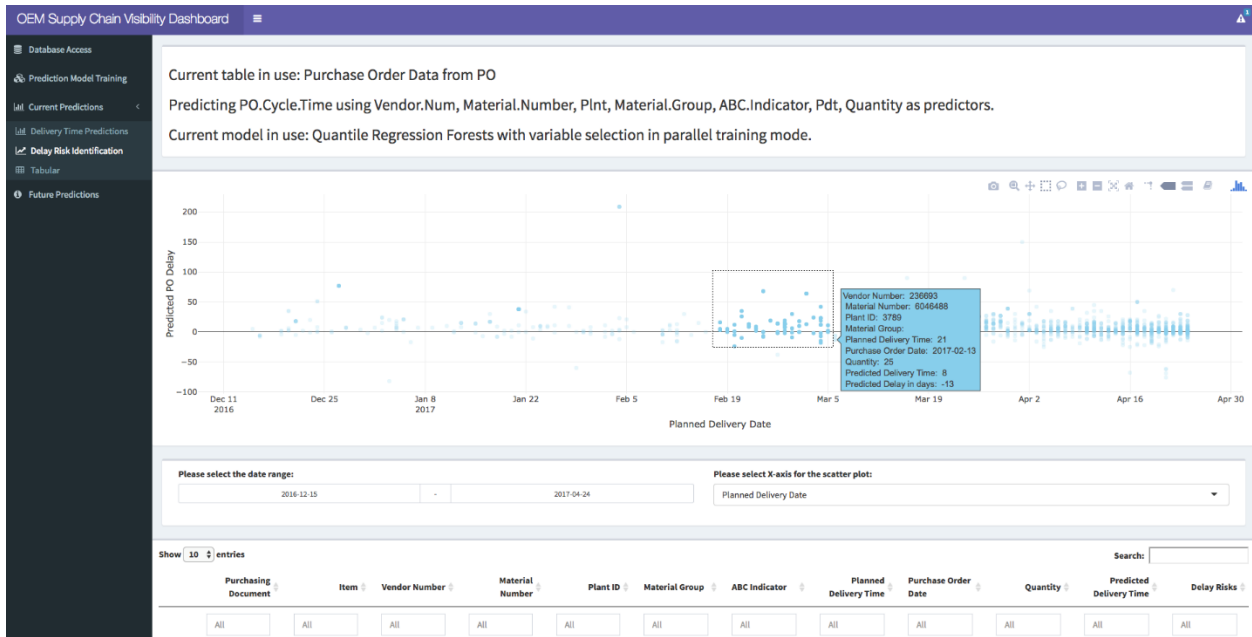 OEM Supply Chain Visibility Dashboard
1
Database Access
Prediction Model Training
Current Predictions
Delivery Time Predictions
Delay Risk Identification
Tabular
Future Predictions
Current table in use: Purchase Order Data from PO
Predicting PO.Cycle.Time using Vendor.Num, Material.Number, Plnt, Material.Group, ABC.Indicator, Pdt, Quantity as predictors.
Current model in use: Quantile Regression Forests with variable selection in parallel training mode.
Predicted PO Delay
200
150
100
50
0
−50
−100
Vendor Number: 236693
Material Number: 6046488
Plant ID: 3789
Material Group:
Planned Delivery Time: 21
Purchase Order Date: 2017-02-13
Quantity: 25
Predicted Delivery Time: 8
Predicted Delay in days: -13
Dec 11 Dec 25 Jan 8 Jan 22 Feb 5 Feb 19 Mar 5 Mar 19 Apr 2 Apr 16 Apr 30
2016 2017
Planned Delivery Date
Please select the date range:
2016-12-15 - 2017-04-24
Please select X-axis for the scatter plot:
Planned Delivery Date
Show 10 entries
Search:
Purchasing Document Item Vendor Number Material Number Plant ID Material Group ABC Indicator Planned Delivery Time Purchase Order Date Quantity Predicted Delivery Time Delay Risks
All All All All All All All All All All All All